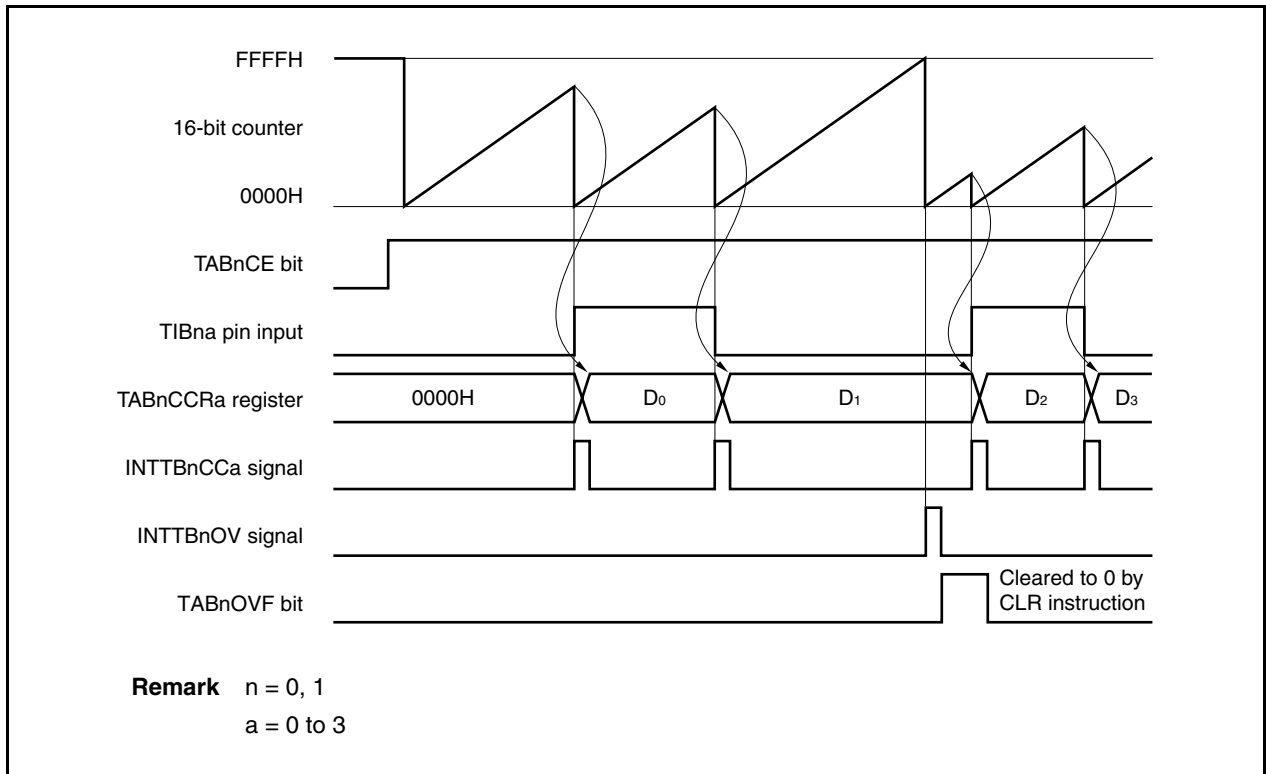 FFFFH
16-bit counter
0000H
TABnCE bit
TIBna pin input
TABnCCRa register
0000H D0 D1 D2 D3
INTTBnCCa signal
INTTBnOV signal
TABnOVF bit
Cleared to 0 by
CLR instruction
Remark n = 0, 1
a = 0 to 3